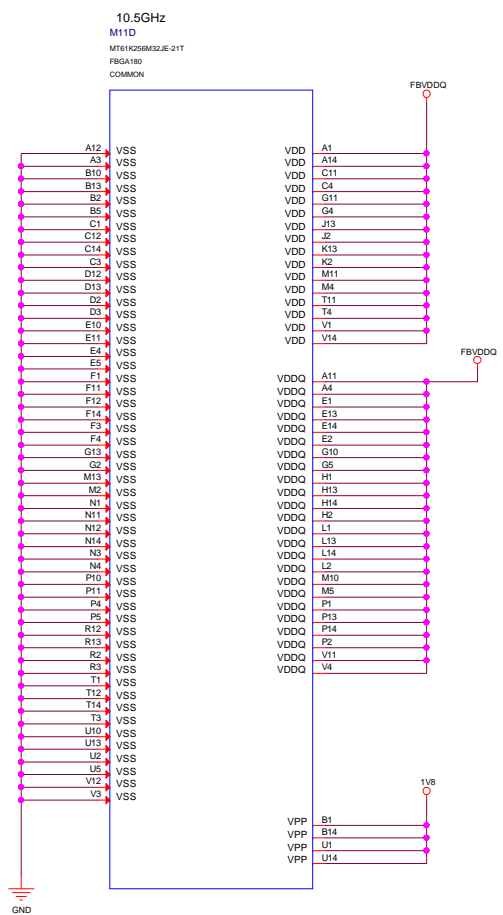 10.5GHz
M11D
MT61K256M32JE-21T
FBGA180
COMMON
FBVDDQ
A12 VSS VDD A1
A3 VSS VDD A14
B10 VSS VDD C11
B13 VSS VDD C4
B2 VSS VDD G11
B5 VSS VDD G4
C1 VSS VDD J13
C12 VSS VDD J2
C14 VSS VDD K13
C3 VSS VDD K2
D12 VSS VDD M11
D13 VSS VDD M4
D2 VSS VDD T11
D3 VSS VDD T4
E10 VSS VDD V1
E11 VSS VDD V14
E4 VSS
FBVDDQ
E5 VSS
F1 VSS VDDQ A11
F11 VSS VDDQ A4
F12 VSS VDDQ E1
F14 VSS VDDQ E13
F3 VSS VDDQ E14
F4 VSS VDDQ E2
G13 VSS VDDQ G10
G2 VSS VDDQ G5
M13 VSS VDDQ H1
M2 VSS VDDQ H13
N1 VSS VDDQ H14
N11 VSS VDDQ H2
N12 VSS VDDQ L1
N14 VSS VDDQ L13
N3 VSS VDDQ L14
N4 VSS VDDQ L2
P10 VSS VDDQ M10
P11 VSS VDDQ M5
P4 VSS VDDQ P1
P5 VSS VDDQ P13
R12 VSS VDDQ P14
R13 VSS VDDQ P2
R2 VSS VDDQ V11
R3 VSS VDDQ V4
T1 VSS
T12 VSS
T14 VSS
T3 VSS
U10 VSS
U13 VSS
U2 VSS
U5 VSS
1V8
V12 VSS
V3 VSS
VPP B1
VPP B14
VPP U1
VPP U14
GND